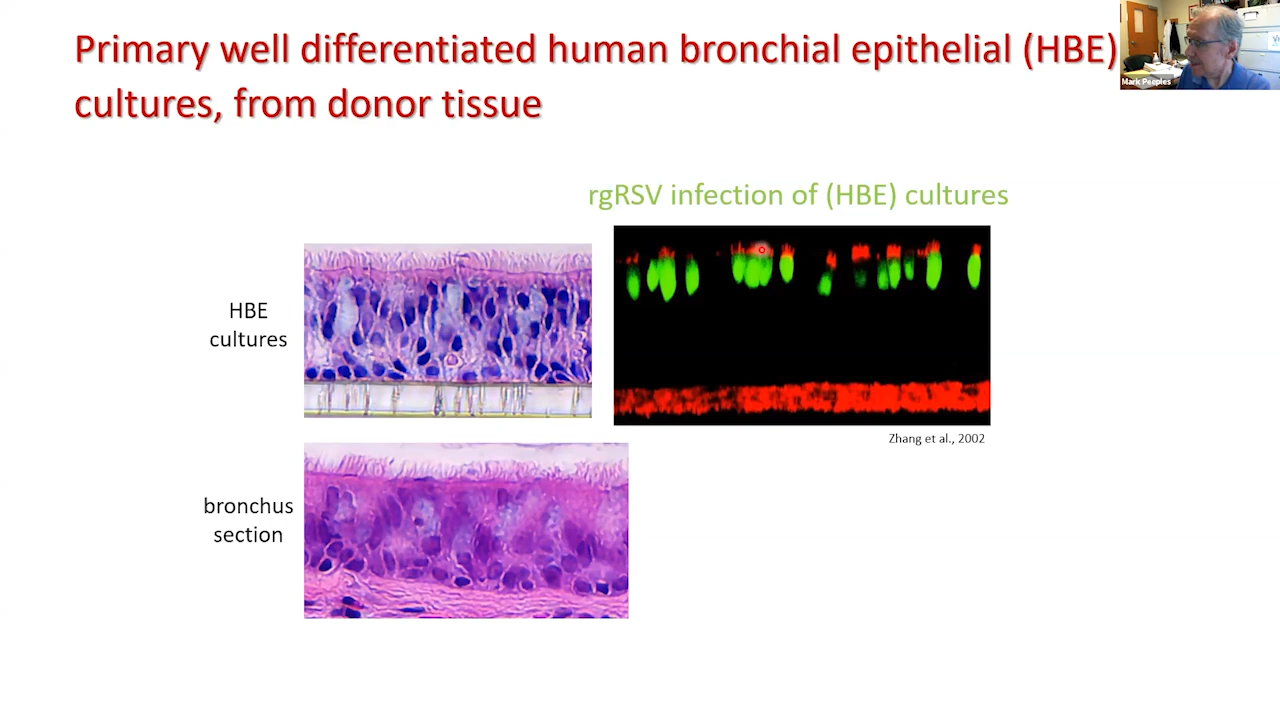 Primary well differentiated human bronchial epithelial (HBE)
cultures, from donor tissue
Mark Peeples
rgRSV infection of (HBE) cultures
HBE
cultures
Zhang et al., 2002
bronchus
section